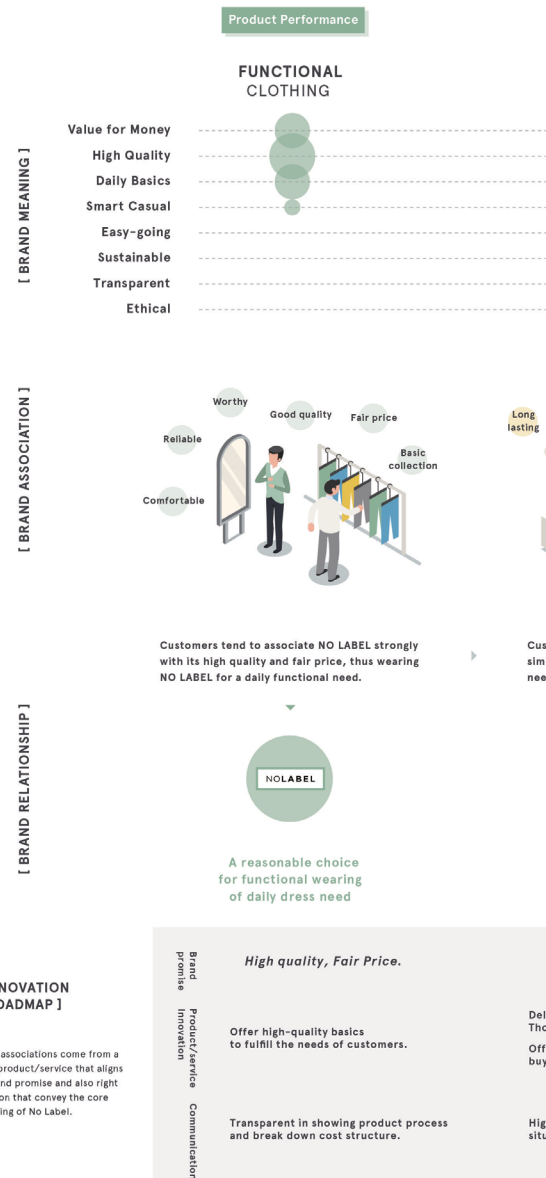 Product Performance
FUNCTIONAL
CLOTHING
[ BRAND MEANING ]
Value for Money
High Quality
Daily Basics
Smart Casual
Easy-going
Sustainable
Transparent
Ethical
[ BRAND ASSOCIATION ]
Worthy
Good quality
Fair price
Reliable
Basic
collection
Comfortable
Long
lasting
Customers tend to associate NO LABEL strongly
with its high quality and fair price, thus wearing
NO LABEL for a daily functional need.
[ BRAND RELATIONSHIP ]
NOLABEL
A reasonable choice
for functional wearing
of daily dress need
Brand
promise
High quality, Fair Price.
Product/service
Innovation
Offer high-quality basics
to fulfill the needs of customers.
associations come from a
product/service that aligns
and promise and also right
that convey the core
of No Label.
Communication
Transparent in showing product process
and break down cost structure.